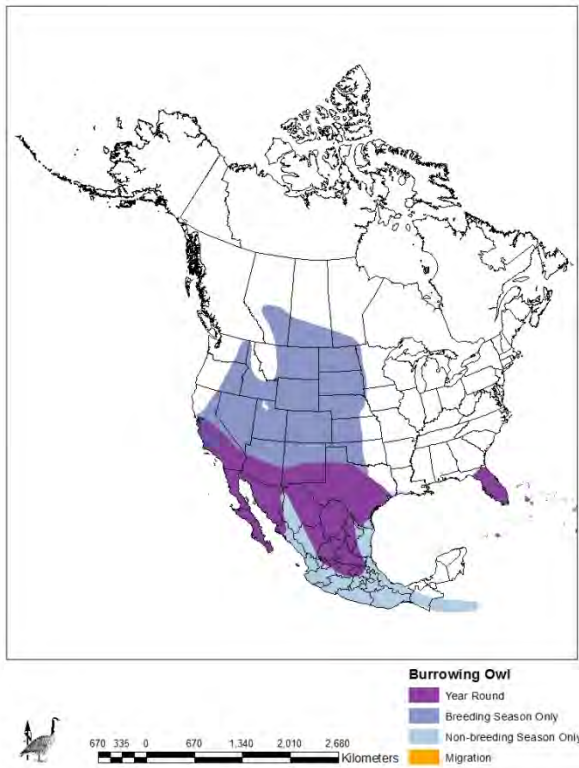 Burrowing Owl
Year Round
Breeding Season Only
Non-breeding Season Only
Migration
670 335 0 670 1,340 2,010 2,680
Kilometers